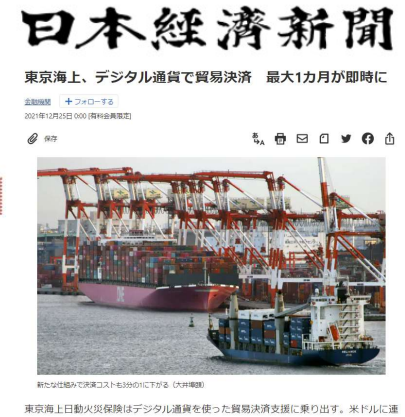 日本経済新聞
東京海上、デジタル通貨で貿易決済　最大1カ月が即時に
金融機関 ＋フォローする
2021年12月25日 0:00 [有料会員限定]
保存
あ A
新たな仕組みで決済コストも3分の1に下がる（大井埠頭）
東京海上日動火災保険はデジタル通貨を使った貿易決済支援に乗り出す。米ドルに連